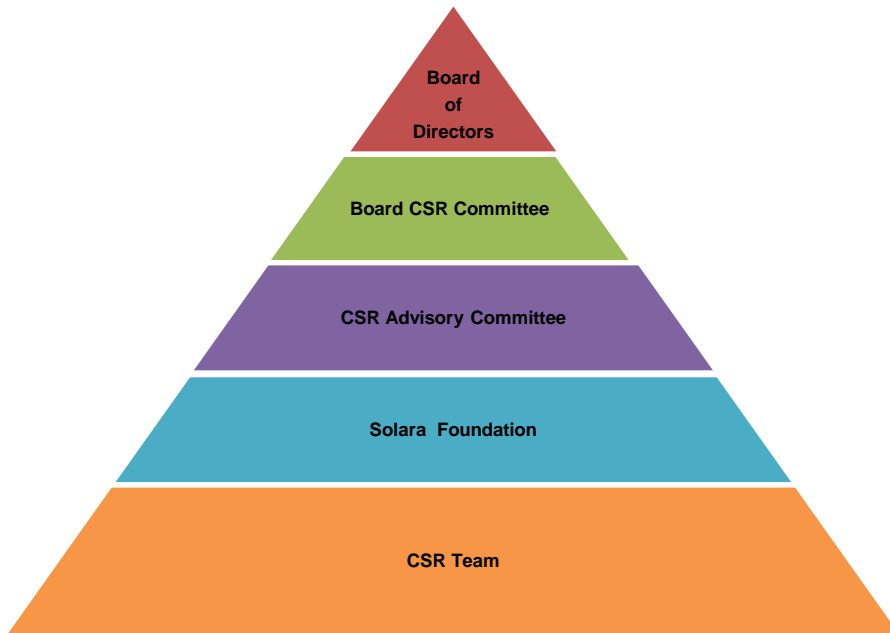 Board
of
Directors
Board CSR Committee
CSR Advisory Committee
Solara Foundation
CSR Team